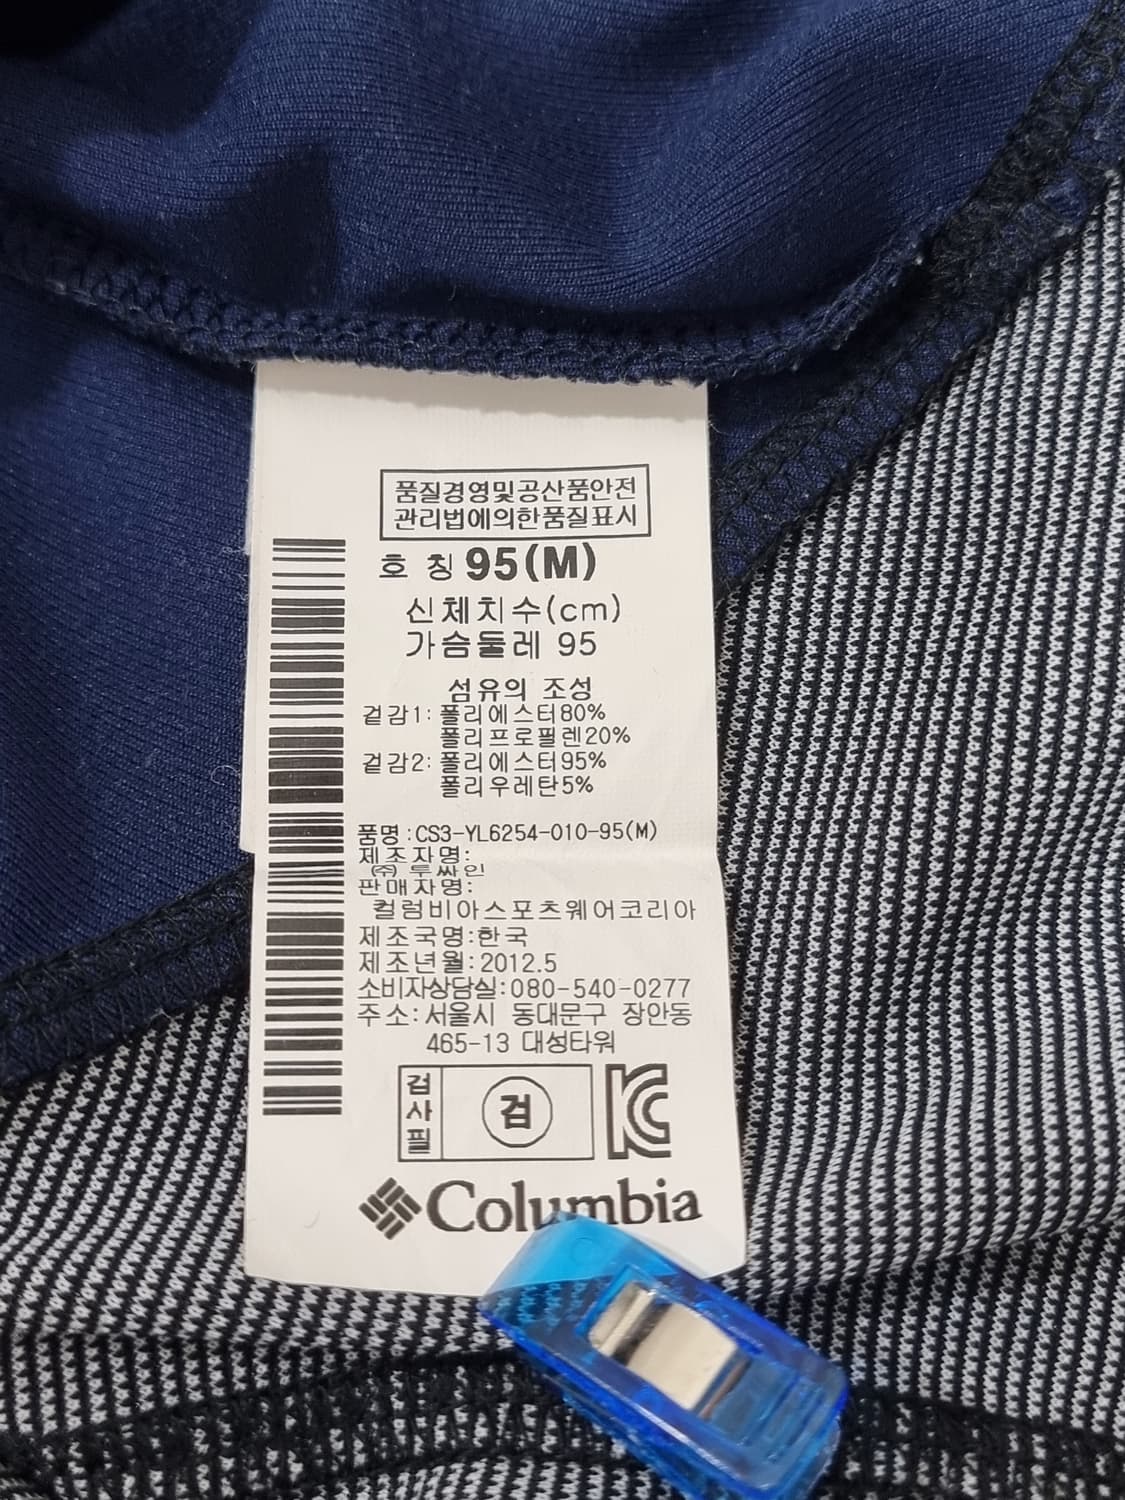 품질경영및공산품안전
관리법에의한품질표시
호 칭 95(M)
신체치수(cm)
가슴둘레 95
섬유의 조성
겉감1: 폴리에스터80%
폴리프로필렌20%
겉감2: 폴리에스터95%
폴리우레탄5%
품명:CS3-YL6254-010-95(M)
제조자명:
㈜ 투싸인
판매자명:
컬럼비아스포츠웨어코리아
제조국명:한국
제조년월:2012.5
소비자상담실:080-540-0277
주소:서울시 동대문구 장안동
465-13 대성타워
검사필
검
KC
Columbia